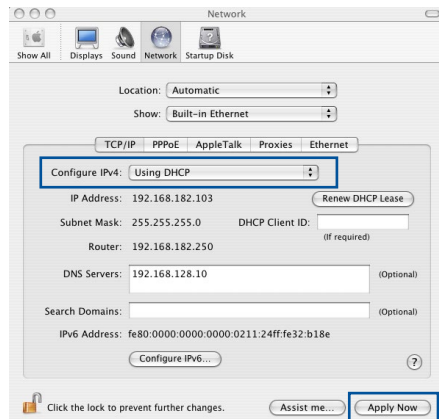 Network
Show All Displays Sound Network Startup Disk
Location: Automatic
Show: Built-in Ethernet
TCP/IP PPPoE AppleTalk Proxies Ethernet
Configure IPv4: Using DHCP
IP Address: 192.168.182.103 Renew DHCP Lease
Subnet Mask: 255.255.255.0 DHCP Client ID:
(If required)
Router: 192.168.182.250
DNS Servers: 192.168.128.10 (Optional)
Search Domains: (Optional)
IPv6 Address: fe80:0000:0000:0000:0211:24ff:fe32:b18e
Configure IPv6... ?
Click the lock to prevent further changes. Assist me... Apply Now